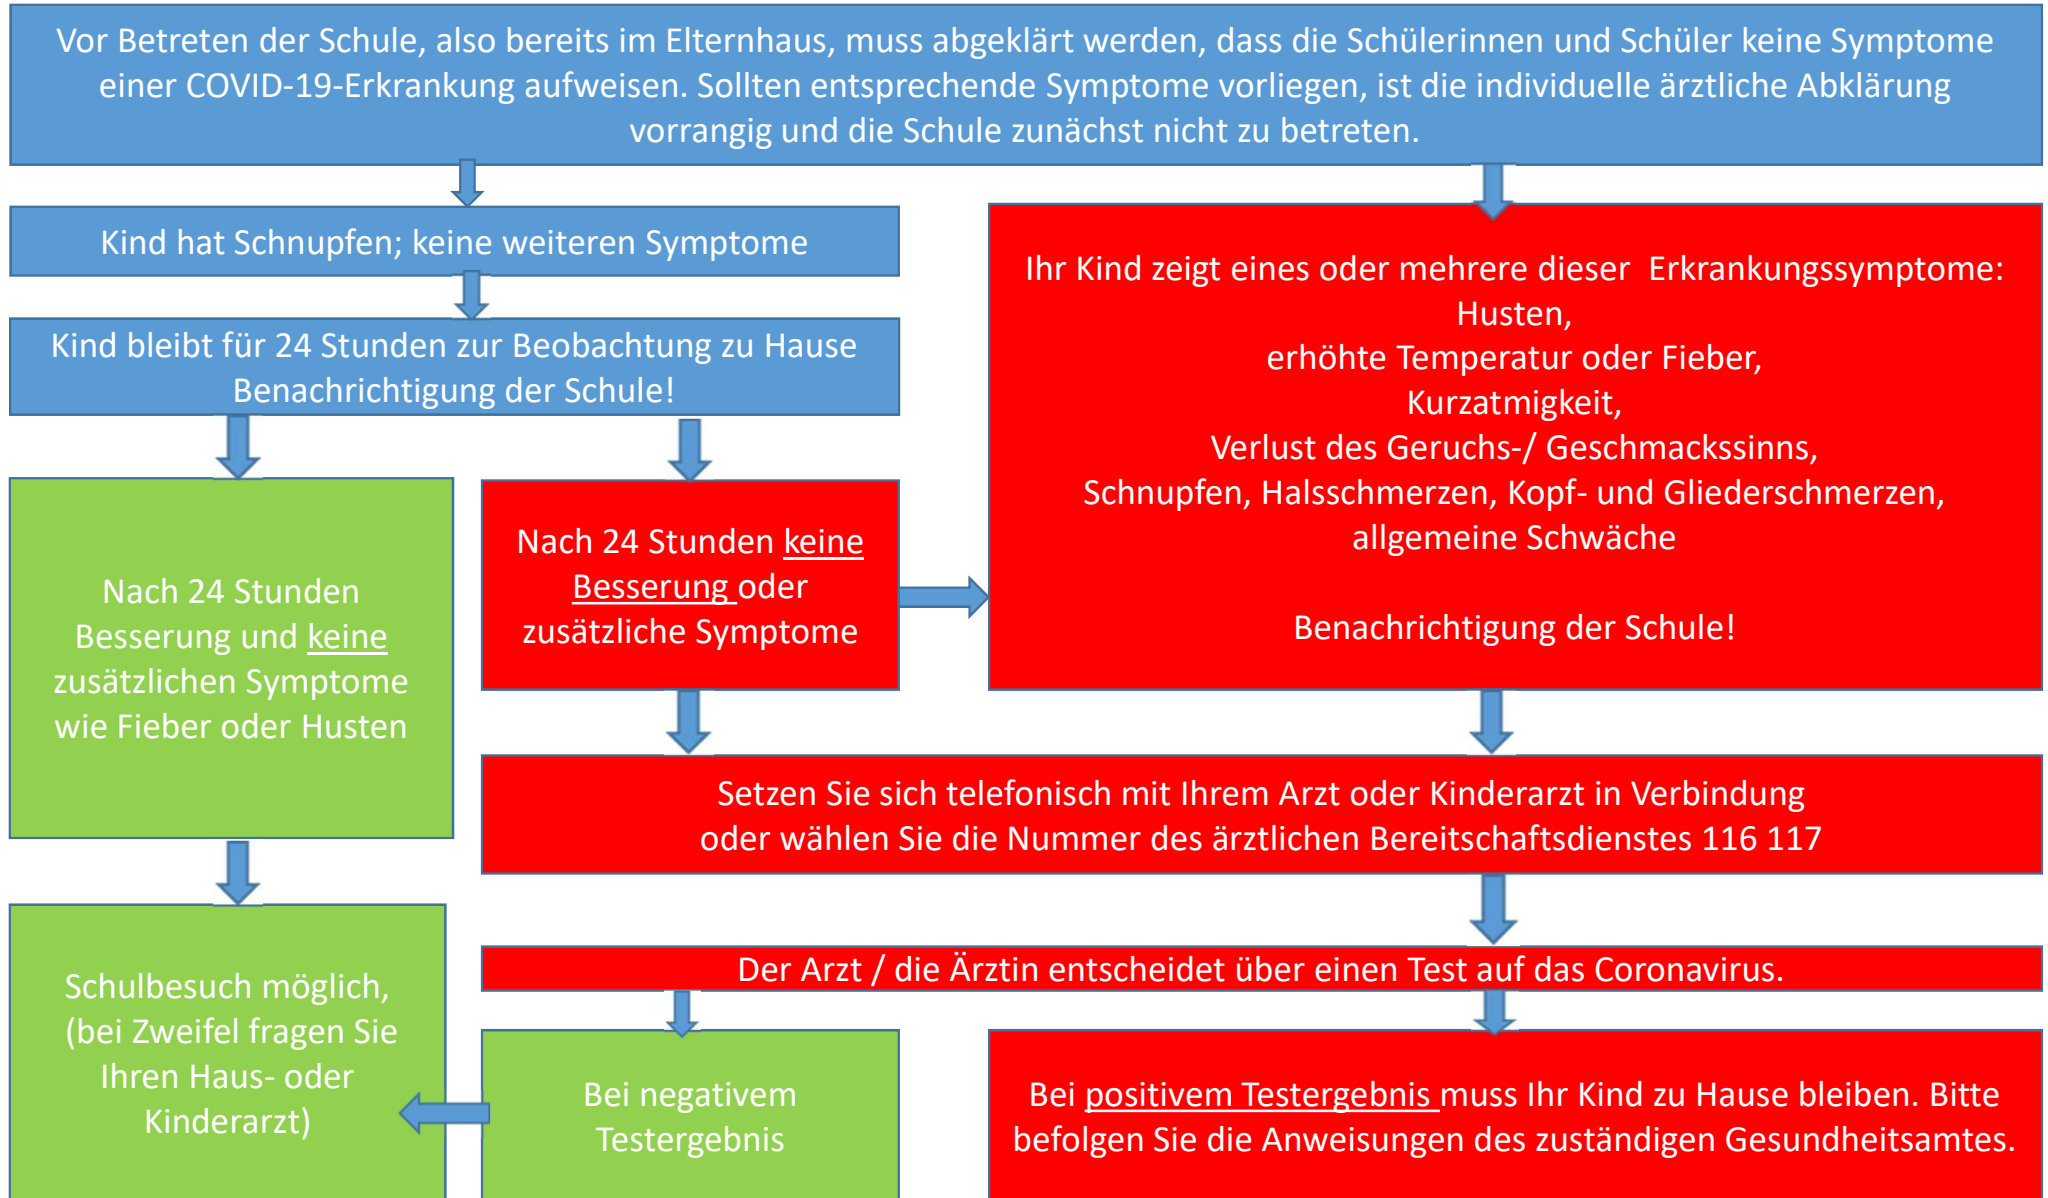 Vor Betreten der Schule, also bereits im Elternhaus, muss abgeklärt werden, dass die Schülerinnen und Schüler keine Symptome
einer COVID-19-Erkrankung aufweisen. Sollten entsprechende Symptome vorliegen, ist die individuelle ärztliche Abklärung
vorrangig und die Schule zunächst nicht zu betreten.
Kind hat Schnupfen; keine weiteren Symptome
Kind bleibt für 24 Stunden zur Beobachtung zu Hause
Benachrichtigung der Schule!
Nach 24 Stunden
Besserung und keine
zusätzlichen Symptome
wie Fieber oder Husten
Nach 24 Stunden keine
Besserung oder
zusätzliche Symptome
Ihr Kind zeigt eines oder mehrere dieser Erkrankungssymptome:
Husten,
erhöhte Temperatur oder Fieber,
Kurzatmigkeit,
Verlust des Geruchs-/ Geschmackssinns,
Schnupfen, Halsschmerzen, Kopf- und Gliederschmerzen,
allgemeine Schwäche
Benachrichtigung der Schule!
Setzen Sie sich telefonisch mit Ihrem Arzt oder Kinderarzt in Verbindung
oder wählen Sie die Nummer des ärztlichen Bereitschaftsdienstes 116 117
Der Arzt / die Ärztin entscheidet über einen Test auf das Coronavirus.
Schulbesuch möglich,
(bei Zweifel fragen Sie
Ihren Haus- oder
Kinderarzt)
Bei negativem
Testergebnis
Bei positivem Testergebnis muss Ihr Kind zu Hause bleiben. Bitte
befolgen Sie die Anweisungen des zuständigen Gesundheitsamtes.